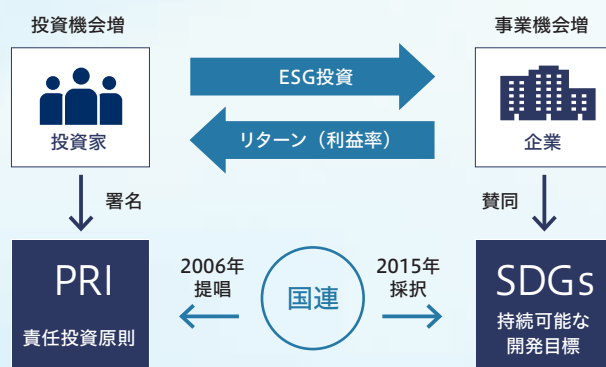 投資機会増
事業機会増
ESG投資
リターン（利益率）
投資家
企業
署名
賛同
PRI
責任投資原則
2006年
提唱
国連
2015年
採択
SDGs
持続可能な
開発目標